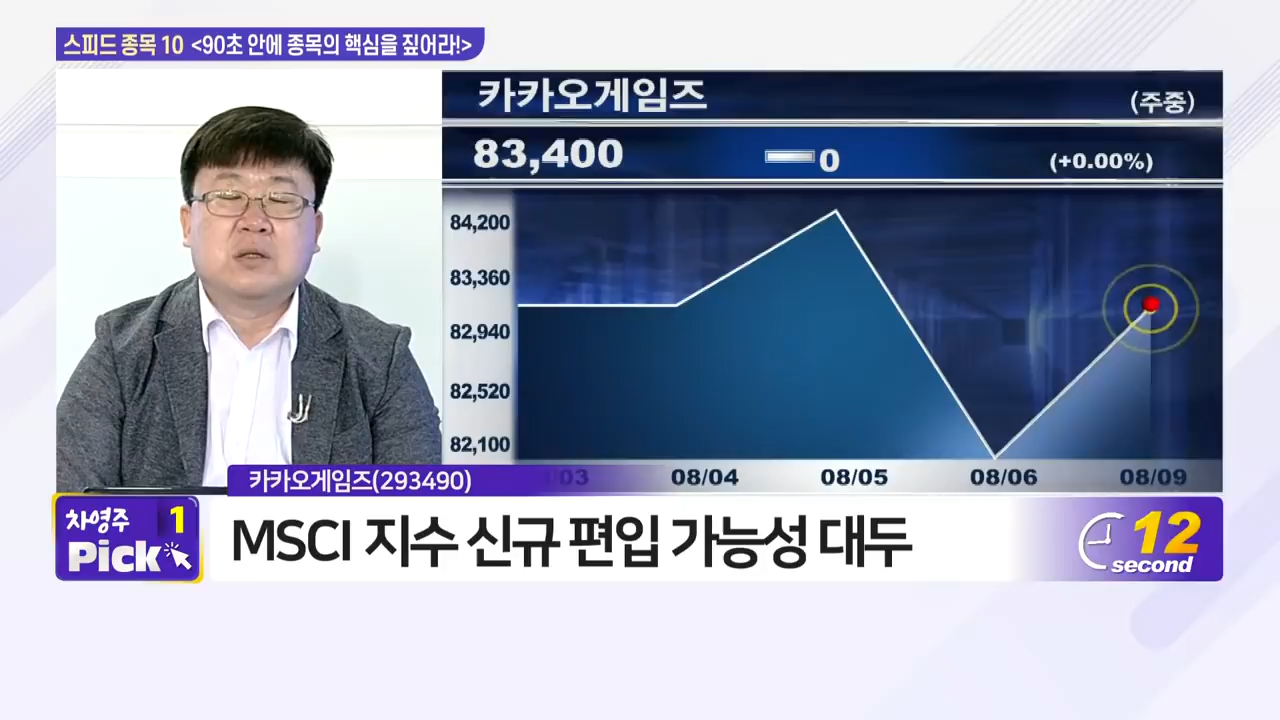 스피드 종목 10 <90초 안에 종목의 핵심을 짚어라!>
카카오게임즈
(주중)
83,400
0
(+0.00%)
84,200
83,360
82,940
82,520
82,100
/03
08/04
08/05
08/06
08/09
카카오게임즈(293490)
차영주
1
Pick
MSCI 지수 신규 편입 가능성 대두
12
second